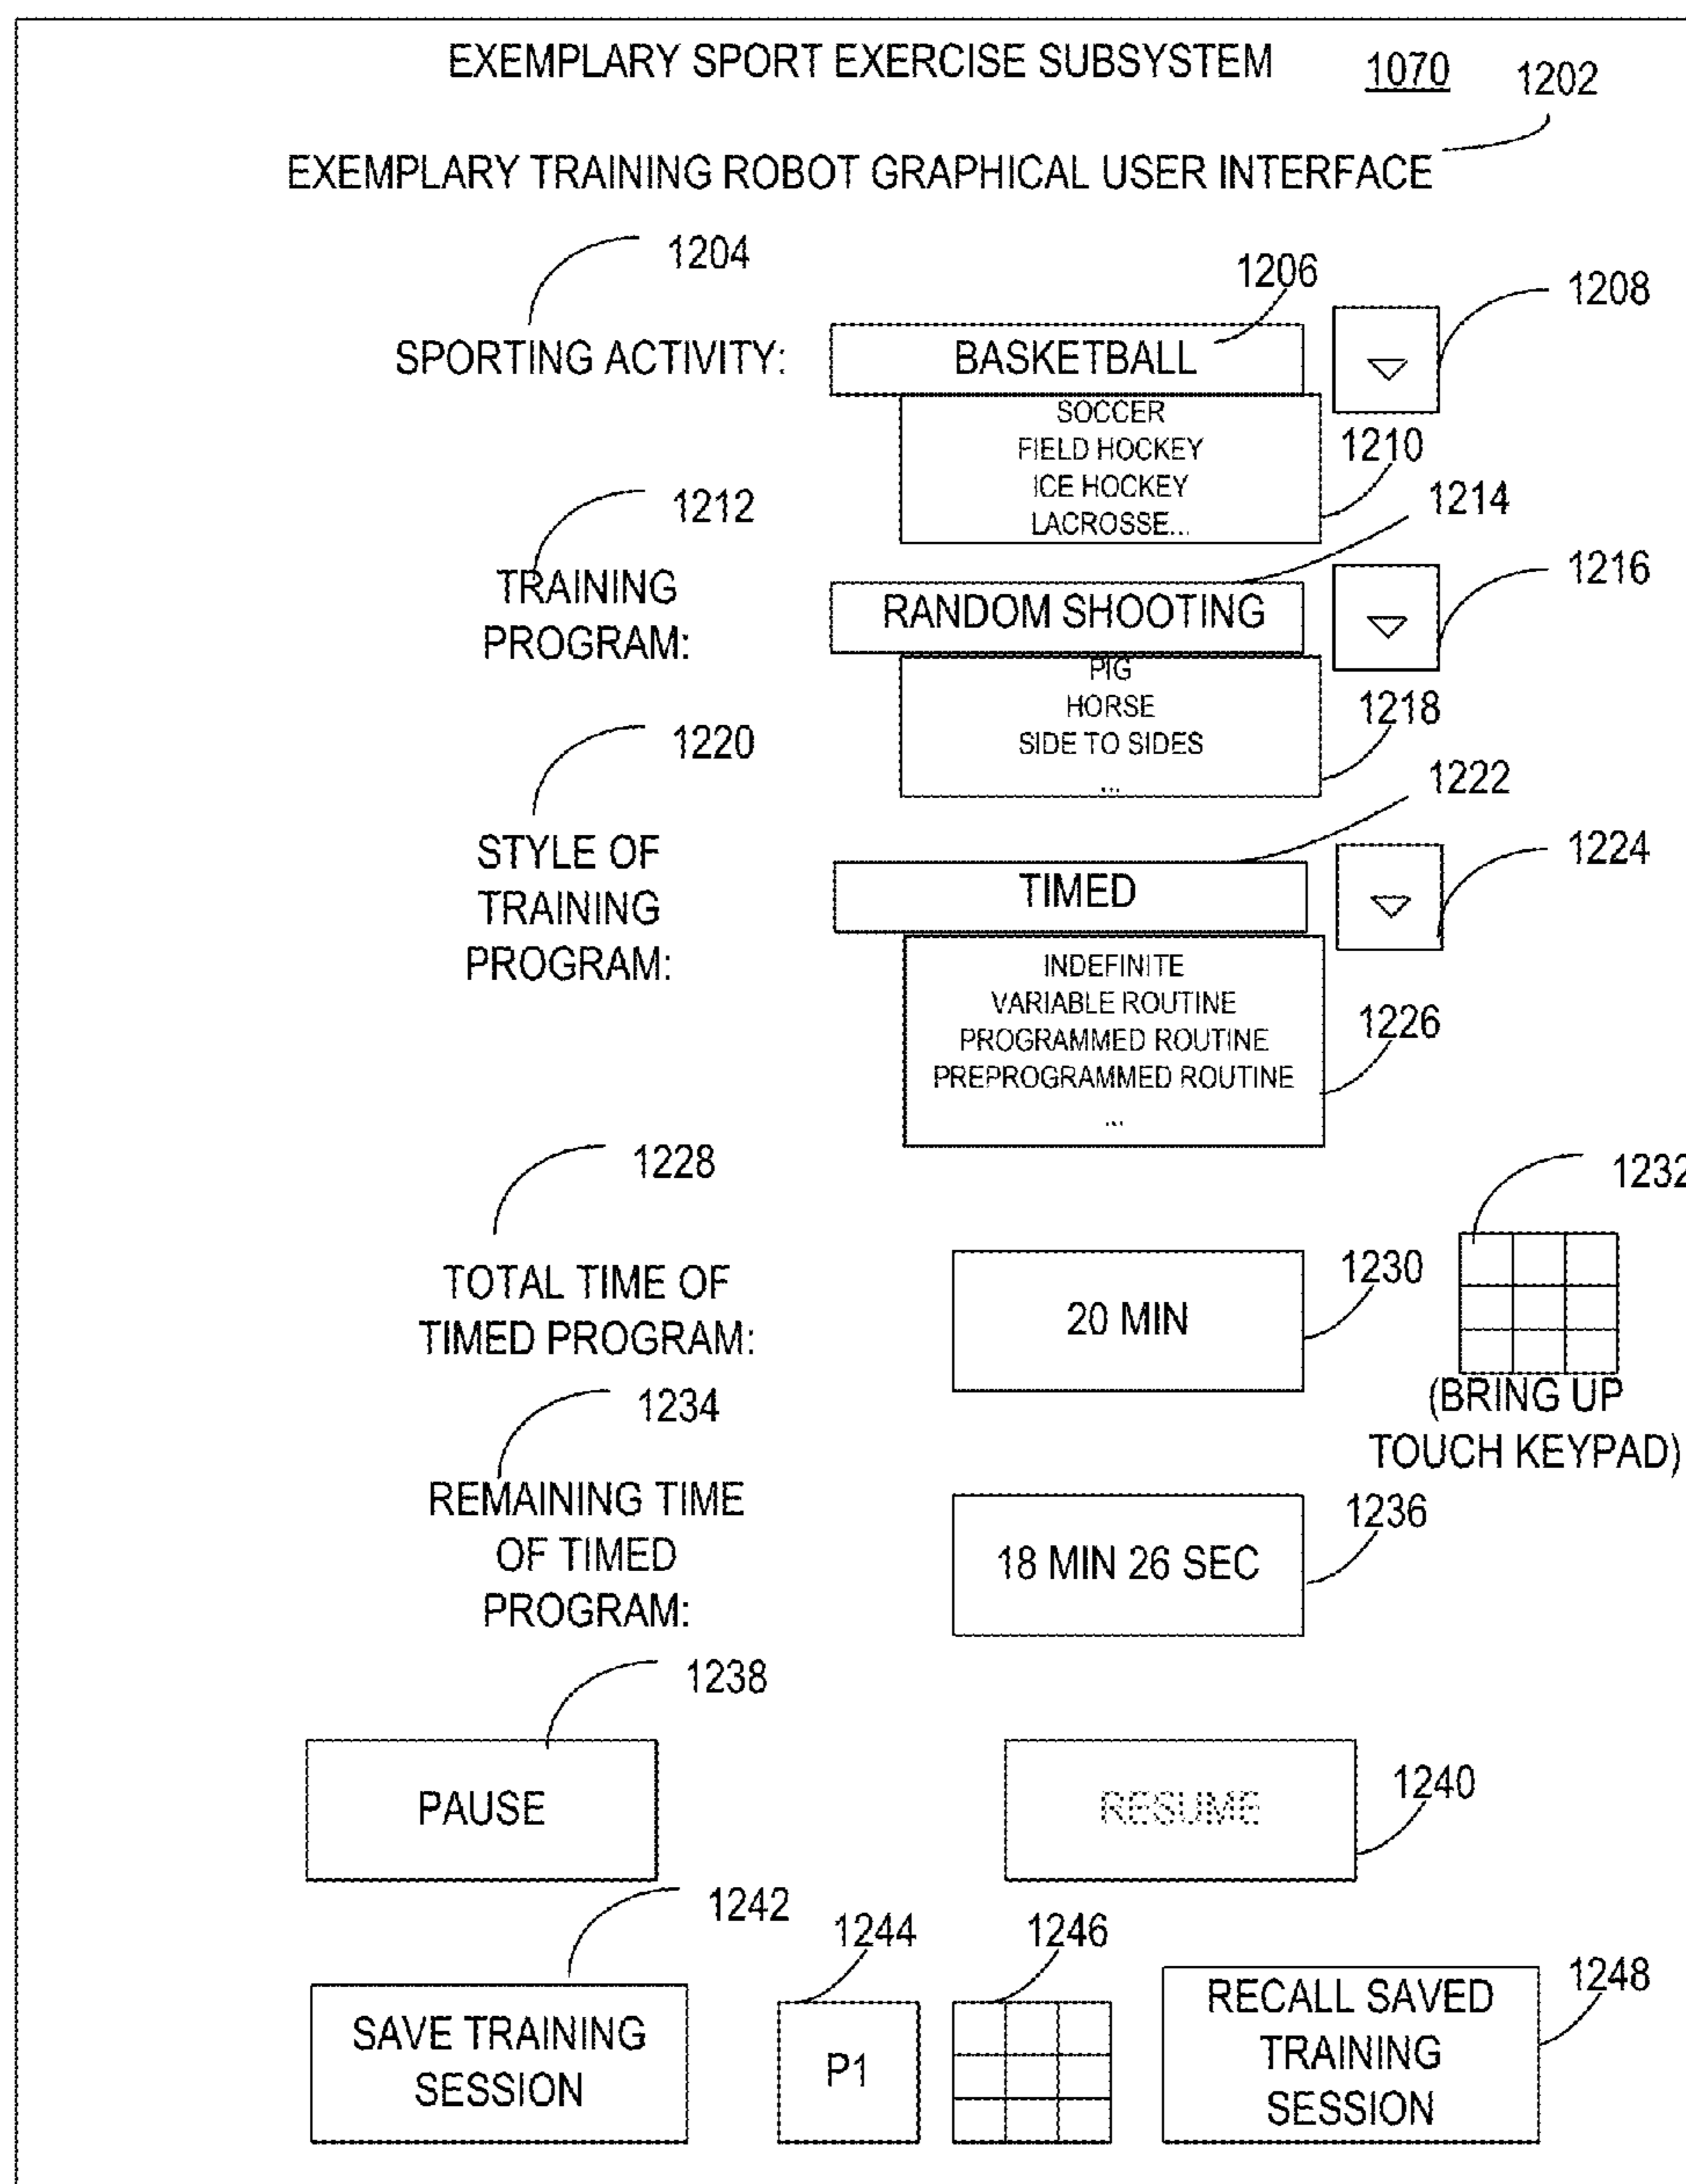 EXEMPLARY SPORT EXERCISE SUBSYSTEM 1070 1202
EXEMPLARY TRAINING ROBOT GRAPHICAL USER INTERFACE
1204
1206
1208
SPORTING ACTIVITY: BASKETBALL
SOCCER
FIELD HOCKEY
ICE HOCKEY
LACROSSE...
1210
1212
1214
1216
TRAINING
PROGRAM:
RANDOM SHOOTING
PIG
HORSE
SIDE TO SIDES
...
1218
1220
1222
1224
STYLE OF
TRAINING
PROGRAM:
TIMED
INDEFINITE
VARIABLE ROUTINE
PROGRAMMED ROUTINE
PREPROGRAMMED ROUTINE
...
1226
1228
1232
TOTAL TIME OF
TIMED PROGRAM:
20 MIN
1230
(BRING UP
TOUCH KEYPAD)
1234
REMAINING TIME
OF TIMED
PROGRAM:
18 MIN 26 SEC
1236
1238
PAUSE
RESUME
1240
1242
1244
1246
1248
SAVE TRAINING
SESSION
P1
RECALL SAVED
TRAINING
SESSION